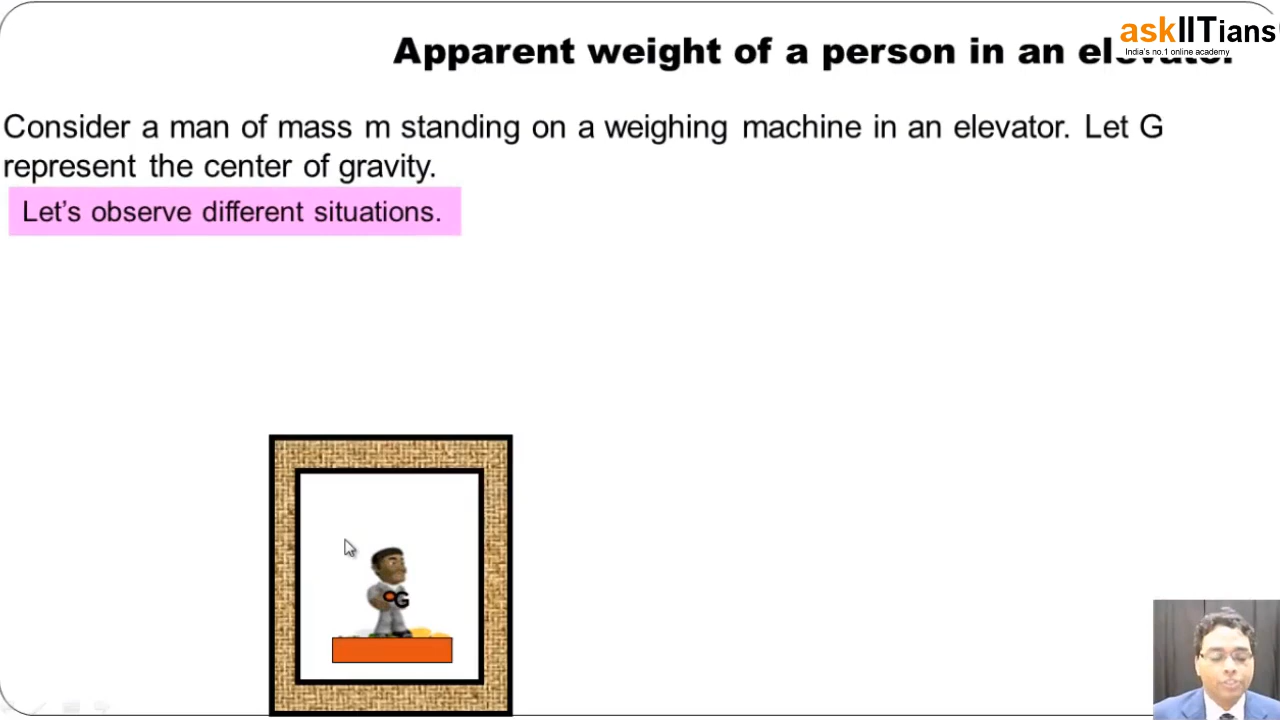 askIITians
India's no.1 online academy
Apparent weight of a person in an elevator
Consider a man of mass m standing on a weighing machine in an elevator. Let G
represent the center of gravity.
Let's observe different situations.
G